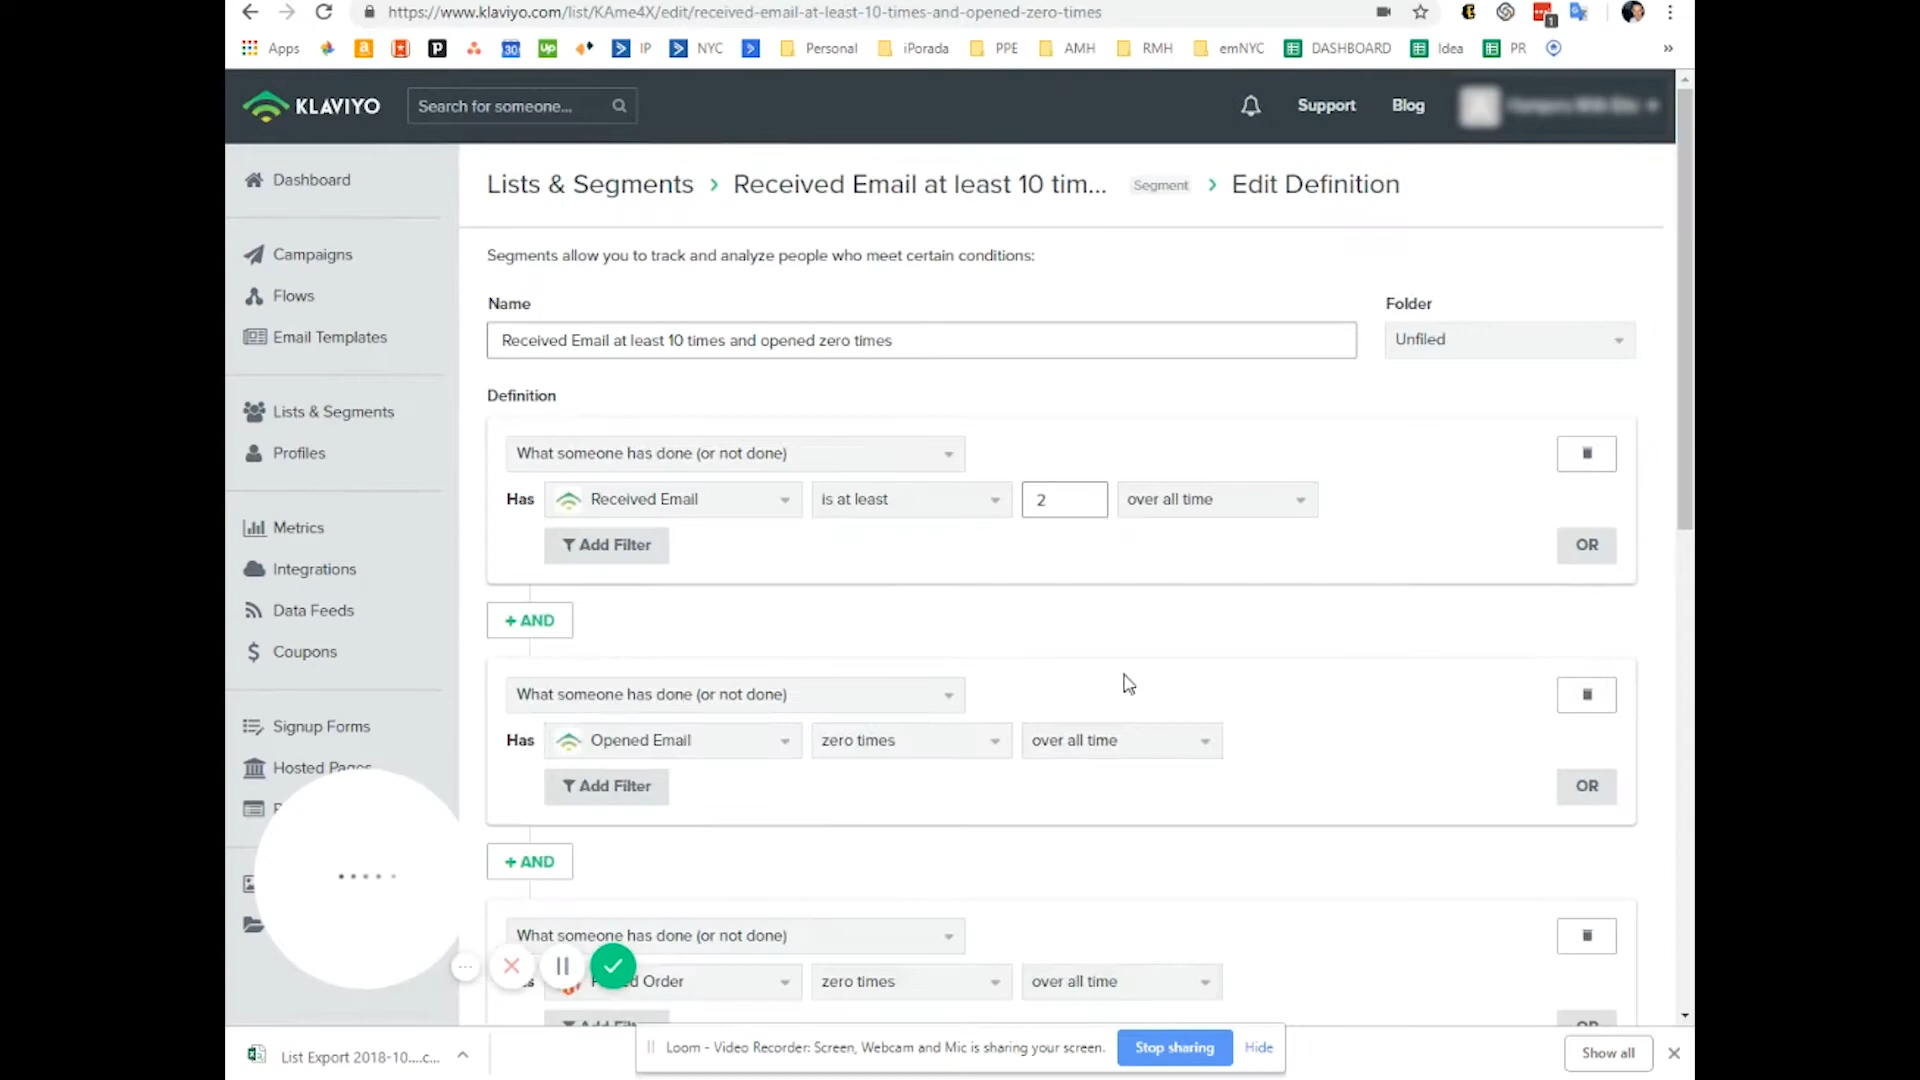 https://www.klaviyo.com/list/KAme4X/edit/received-email-at-least-10-times-and-opened-zero-times
Apps 30 up IP NYC Personal iPorada PPE AMH RMH emNYC DASHBOARD Idea PR »
KLAVIYO Search for someone... Support Blog
Dashboard
Campaigns
Flows
Email Templates
Lists & Segments
Profiles
Metrics
Integrations
Data Feeds
Coupons
Signup Forms
Hosted Pages
Lists & Segments > Received Email at least 10 tim... Segment > Edit Definition
Segments allow you to track and analyze people who meet certain conditions:
Name Folder
Received Email at least 10 times and opened zero times Unfiled
Definition
What someone has done (or not done)
Has Received Email is at least 2 over all time
Add Filter OR
+ AND
What someone has done (or not done)
Has Opened Email zero times over all time
Add Filter OR
+ AND
What someone has done (or not done)
Order zero times over all time
OR
List Export 2018-10....c...
Loom - Video Recorder: Screen, Webcam and Mic is sharing your screen. Stop sharing Hide
Show all